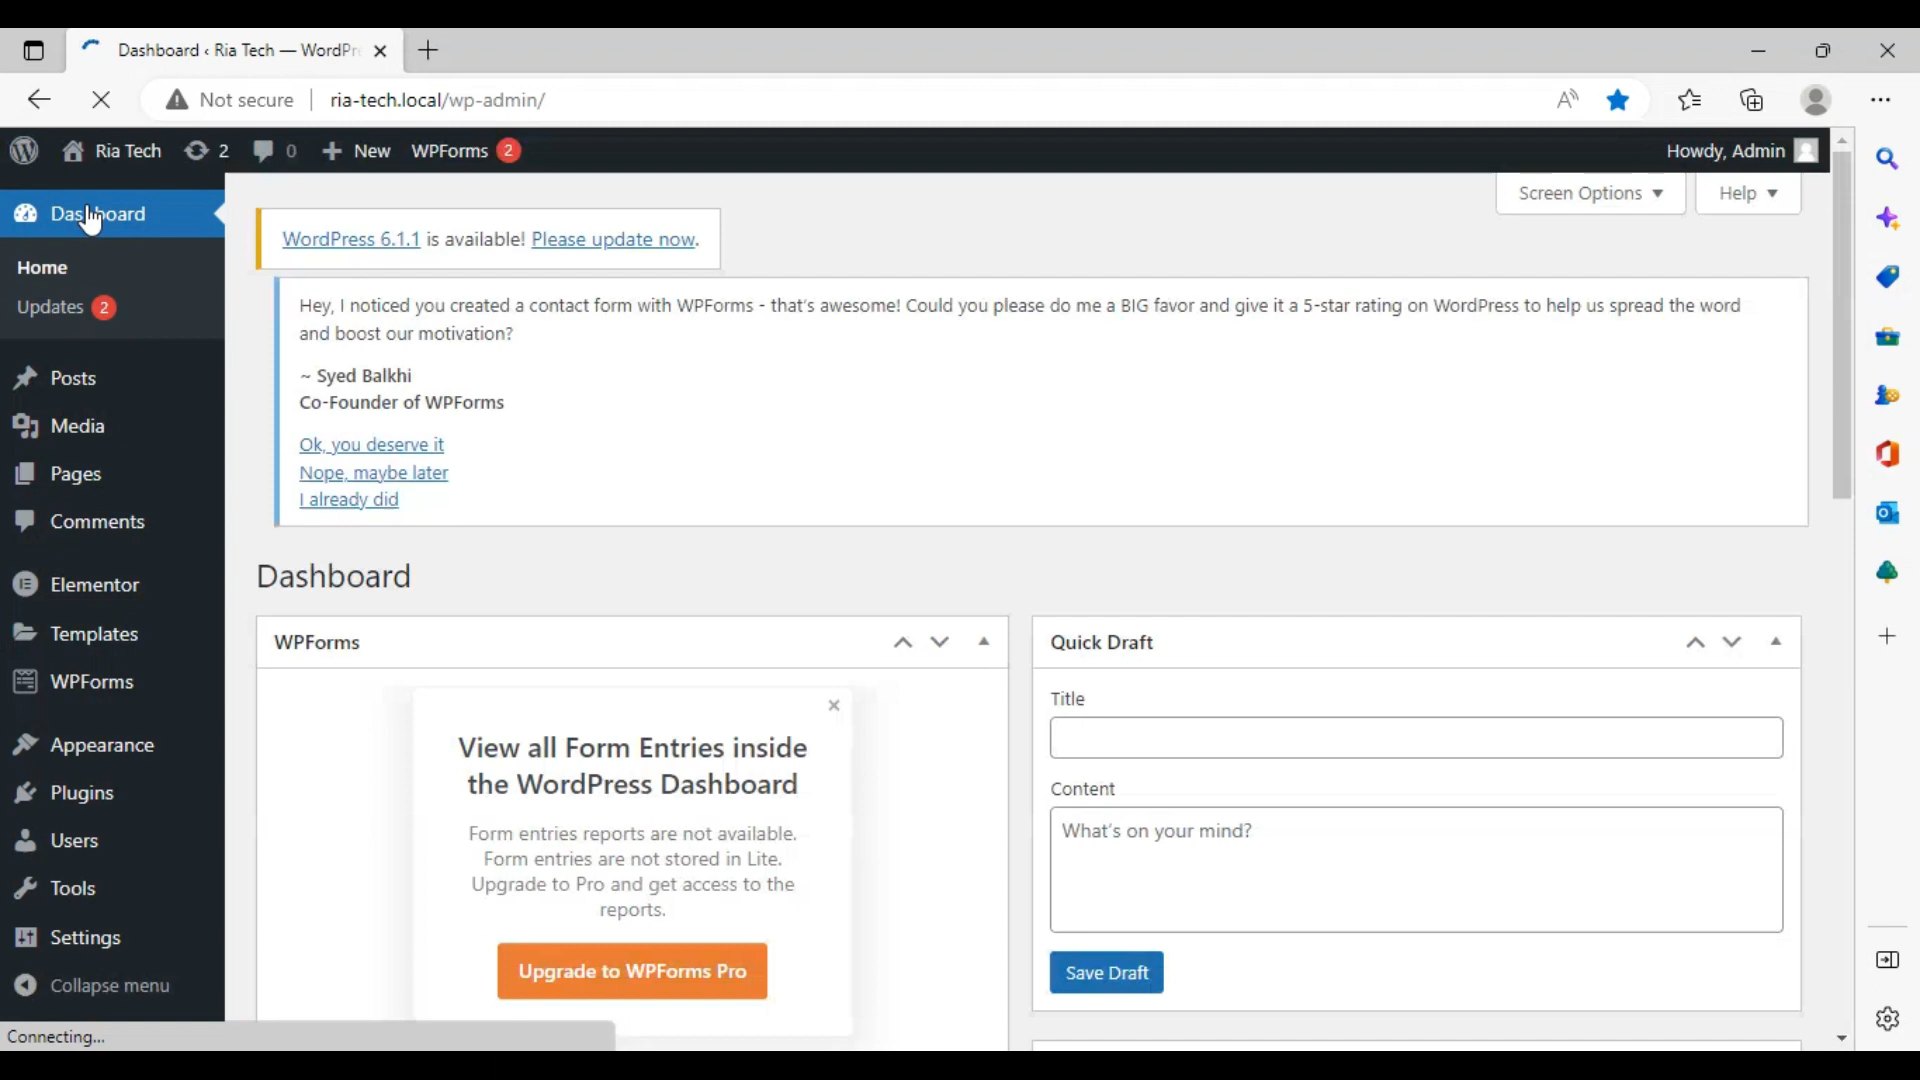 Dashboard ‹ Ria Tech — WordPr
Not secure
ria-tech.local/wp-admin/
Ria Tech
2
0
New
WPForms 2
Howdy, Admin
Dashboard
Home
Updates 2
Posts
Media
Pages
Comments
Elementor
Templates
WPForms
Appearance
Plugins
Users
Tools
Settings
Collapse menu
Connecting...
Screen Options
Help
WordPress 6.1.1 is available! Please update now.
Hey, I noticed you created a contact form with WPForms - that's awesome! Could you please do me a BIG favor and give it a 5-star rating on WordPress to help us spread the word
and boost our motivation?
~ Syed Balkhi
Co-Founder of WPForms
Ok, you deserve it
Nope, maybe later
I already did
Dashboard
WPForms
View all Form Entries inside
the WordPress Dashboard
Form entries reports are not available.
Form entries are not stored in Lite.
Upgrade to Pro and get access to the
reports.
Upgrade to WPForms Pro
Quick Draft
Title
Content
What's on your mind?
Save Draft